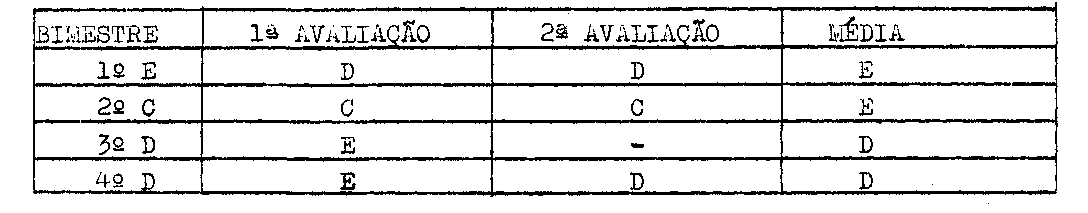 BIMESTRE 1ª AVALIAÇÃO 2ª AVALIAÇÃO MÉDIA
1º E D D E
2º C C C E
3º D E - D
4º D E D D